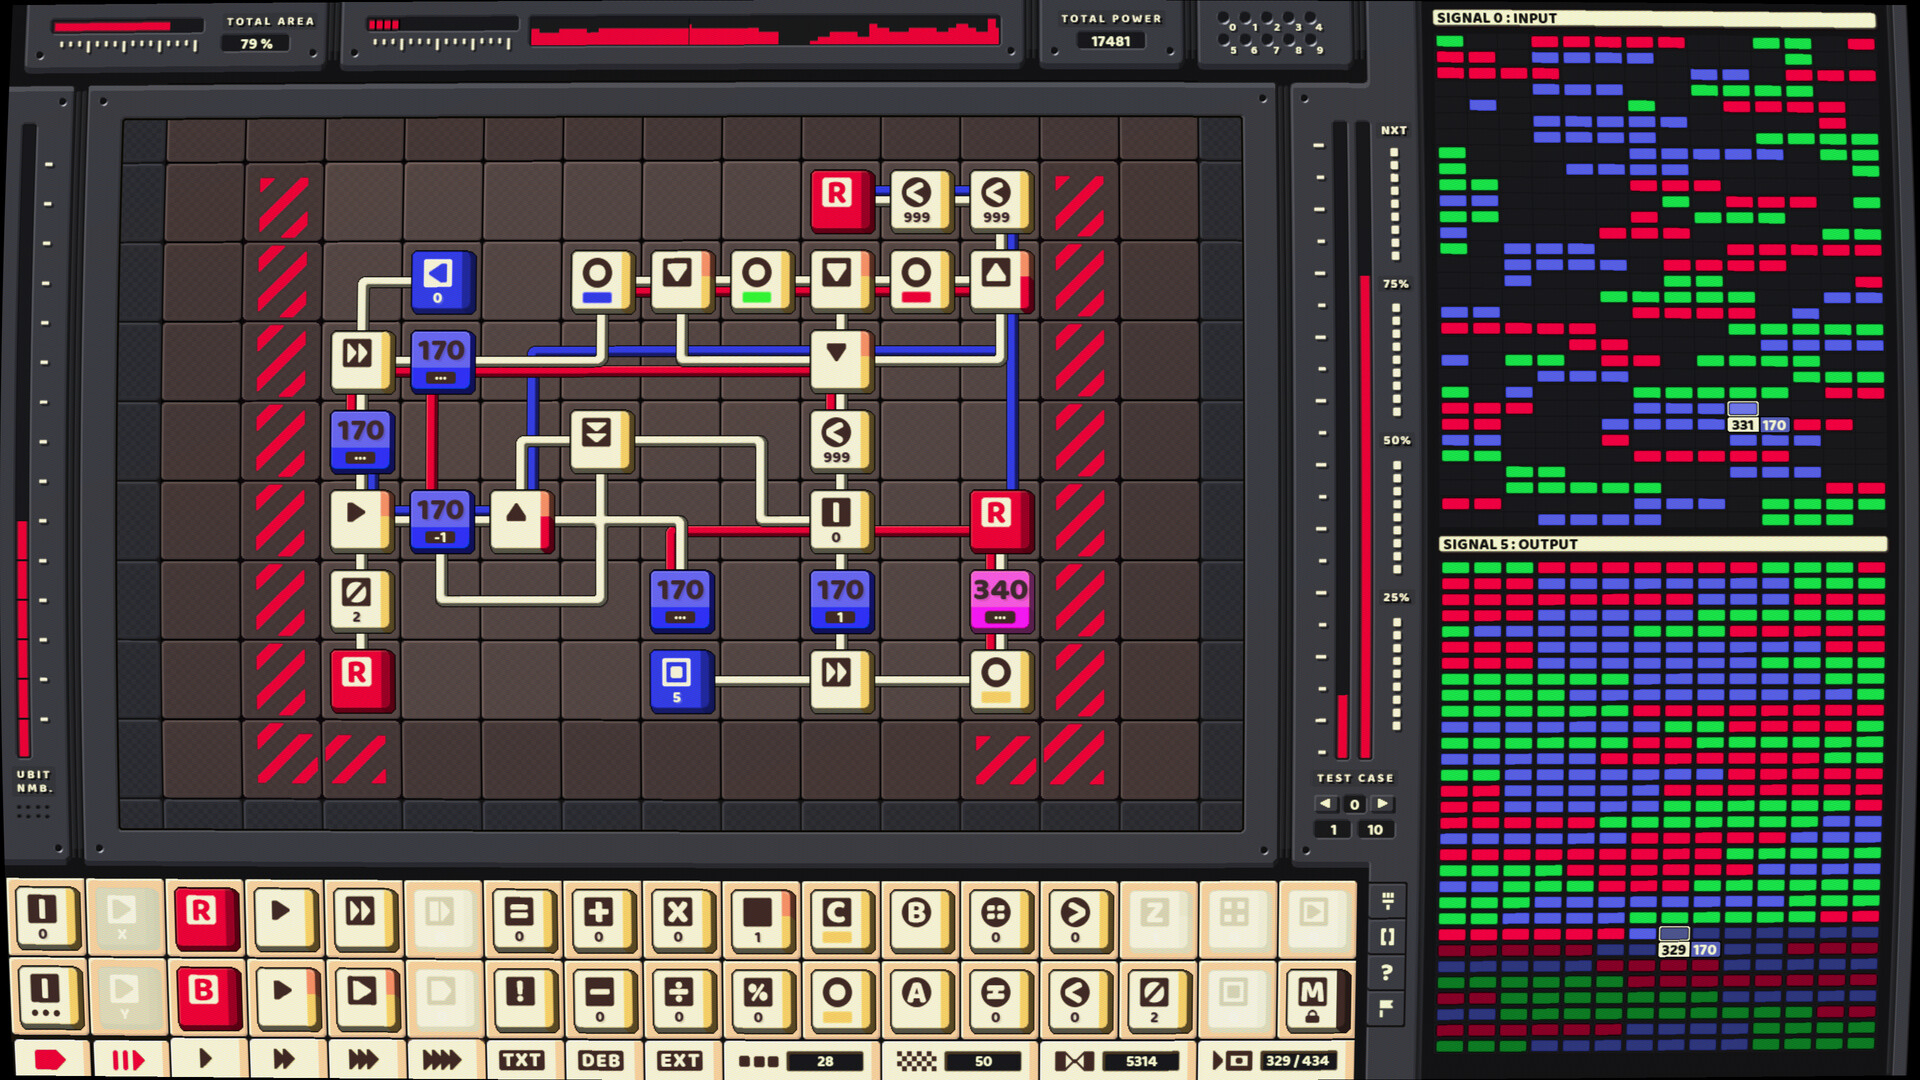 TOTAL AREA
79 %
TOTAL POWER
17481
0 1 2 3 4
5 6 7 8 9
SIGNAL 0 : INPUT
NXT
75%
50%
25%
331 170
SIGNAL 5 : OUTPUT
329 170
R
999
999
0
170
170
999
170
-1
0
R
2
170
170
1
340
R
5
UBIT
NMB.
TEST CASE
0
1 10
I
0
X
R
=
0
+
0
X
0
1
C
B
0
>
0
Z
I
Y
B
!
-
0
÷
0
%
0
A
0
<
0
Ø
2
M
?
TXT
DEB
EXT
28
50
5314
329 / 434